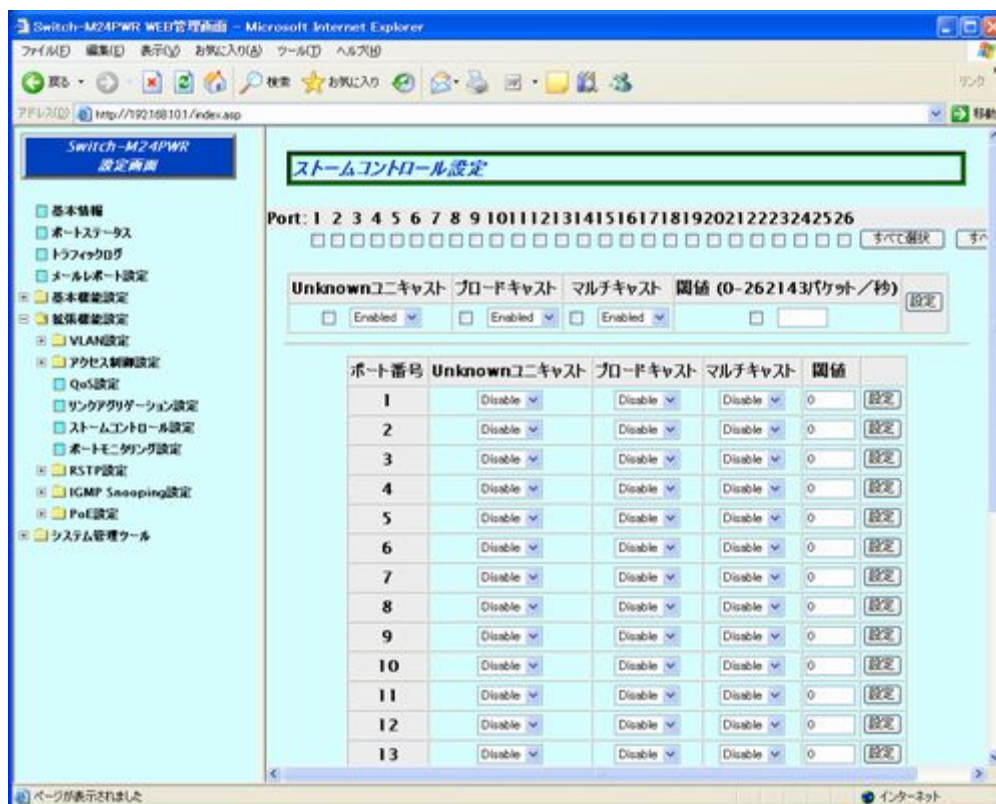 Switch-M24PWR WEB管理画面 - Microsoft Internet Explorer
ファイル(F) 編集(E) 表示(V) お気に入り(A) ツール(T) ヘルプ(H)
戻る 検索 お気に入り リンク
アドレス(D) http://192.168.10.1/index.asp 移動
Switch-M24PWR
設定画面
基本情報
ポートステータス
トラフィックログ
メールレポート設定
基本機能設定
拡張機能設定
VLAN設定
アクセス制御設定
QoS設定
リンクアグリゲーション設定
ストームコントロール設定
ポートモニタリング設定
RSTP設定
IGMP Snooping設定
PoE設定
システム管理ツール
ストームコントロール設定
Port: 1 2 3 4 5 6 7 8 9 10 11 12 13 14 15 16 17 18 19 20 21 22 23 24 25 26
すべて選択 すべ
Unknownユニキャスト ブロードキャスト マルチキャスト 閾値 (0-262143パケット/秒) 設定
Enabled Enabled Enabled
ポート番号 Unknownユニキャスト ブロードキャスト マルチキャスト 閾値
1 Disable Disable Disable 0 設定
2 Disable Disable Disable 0 設定
3 Disable Disable Disable 0 設定
4 Disable Disable Disable 0 設定
5 Disable Disable Disable 0 設定
6 Disable Disable Disable 0 設定
7 Disable Disable Disable 0 設定
8 Disable Disable Disable 0 設定
9 Disable Disable Disable 0 設定
10 Disable Disable Disable 0 設定
11 Disable Disable Disable 0 設定
12 Disable Disable Disable 0 設定
13 Disable Disable Disable 0 設定
ページが表示されました インターネット